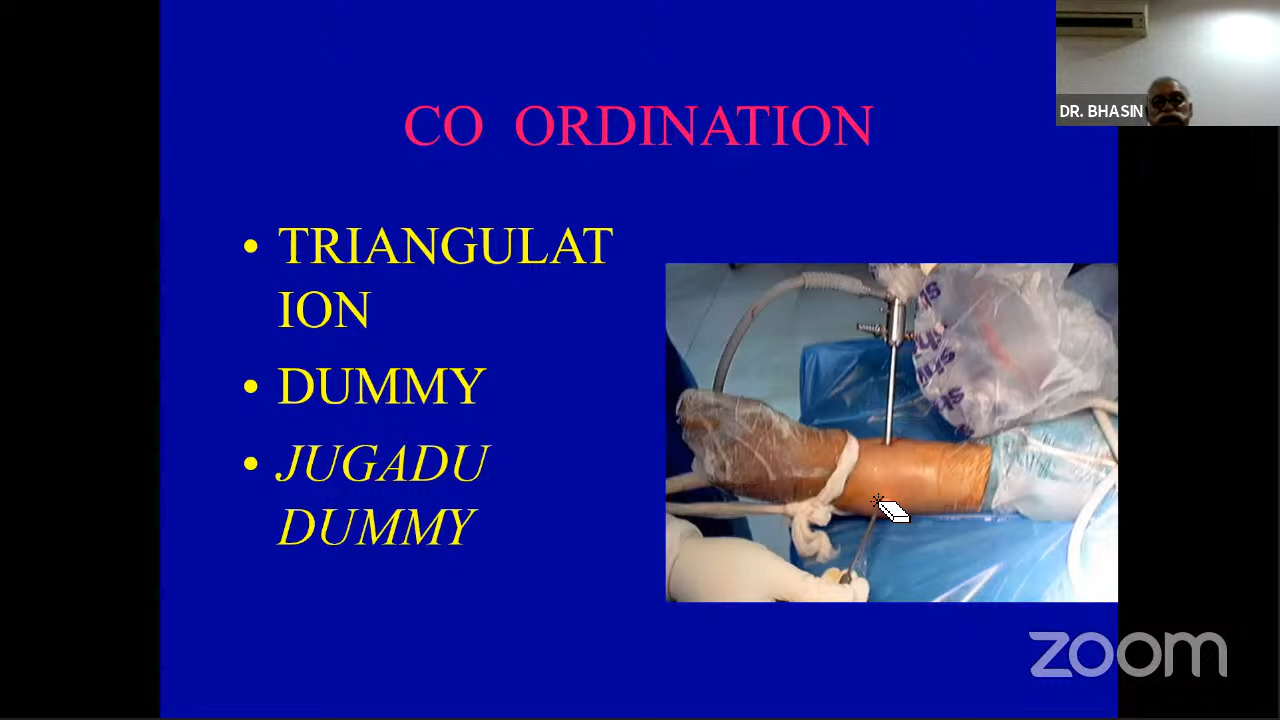 DR. BHASIN
CO ORDINATION
• TRIANGULAT
ION
• DUMMY
• JUGADU
DUMMY
zoom